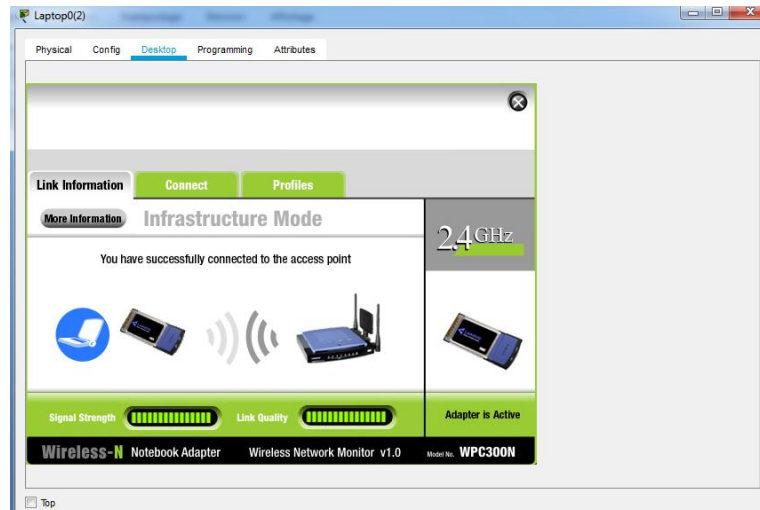 Laptop0(2)
Physical Config Desktop Programming Attributes
Link Information Connect Profiles
More Information Infrastructure Mode
2.4GHz
You have successfully connected to the access point
Signal Strength Link Quality Adapter is Active
Wireless-N Notebook Adapter Wireless Network Monitor v1.0 Model No. WPC300N
Top